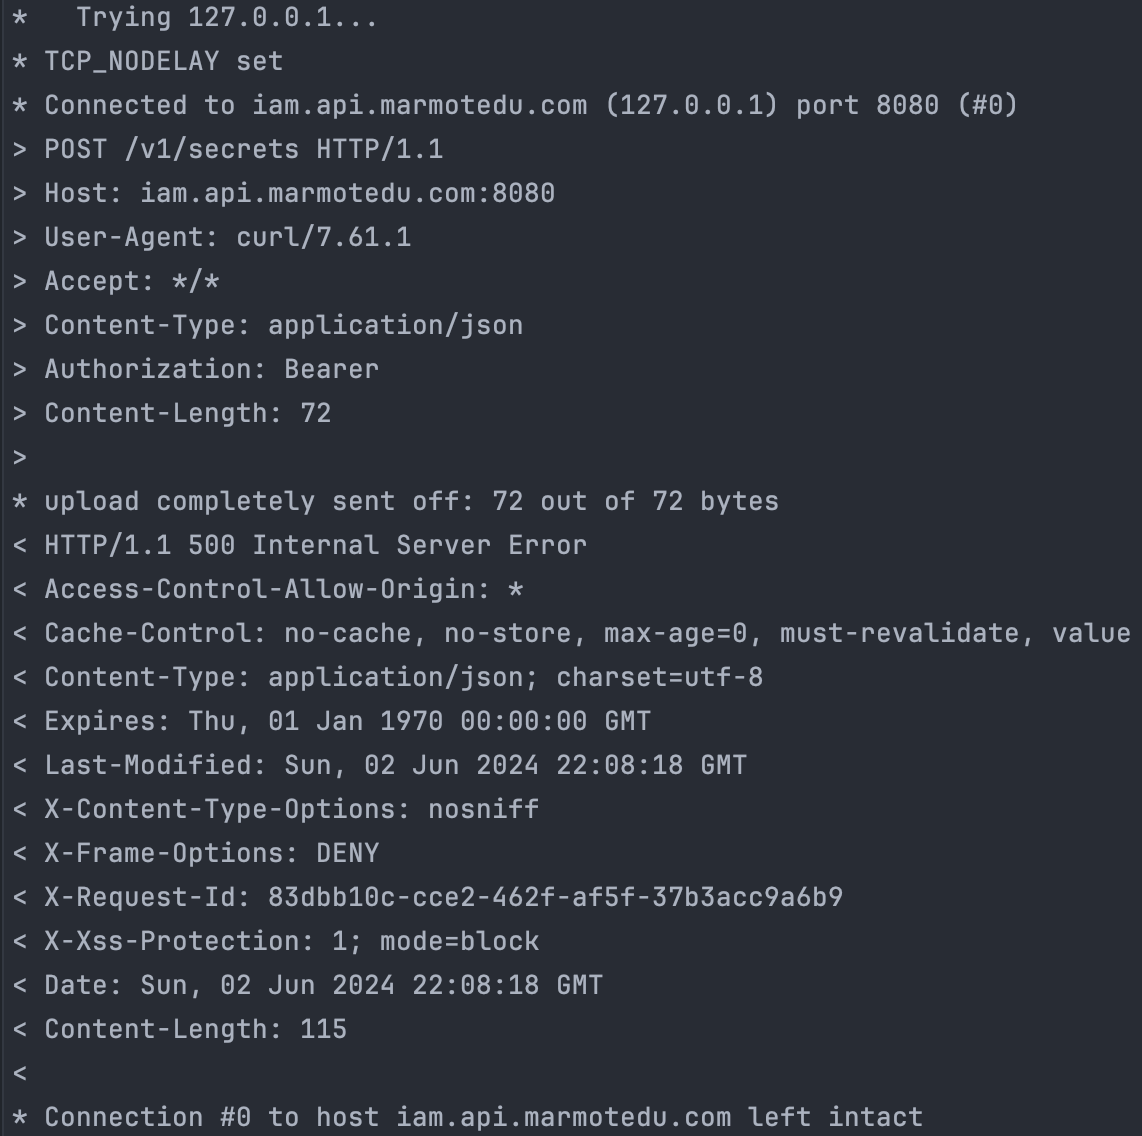 *   Trying 127.0.0.1...
* TCP_NODELAY set
* Connected to iam.api.marmotedu.com (127.0.0.1) port 8080 (#0)
> POST /v1/secrets HTTP/1.1
> Host: iam.api.marmotedu.com:8080
> User-Agent: curl/7.61.1
> Accept: */*
> Content-Type: application/json
> Authorization: Bearer
> Content-Length: 72
>
* upload completely sent off: 72 out of 72 bytes
< HTTP/1.1 500 Internal Server Error
< Access-Control-Allow-Origin: *
< Cache-Control: no-cache, no-store, max-age=0, must-revalidate, value
< Content-Type: application/json; charset=utf-8
< Expires: Thu, 01 Jan 1970 00:00:00 GMT
< Last-Modified: Sun, 02 Jun 2024 22:08:18 GMT
< X-Content-Type-Options: nosniff
< X-Frame-Options: DENY
< X-Request-Id: 83dbb10c-cce2-462f-af5f-37b3acc9a6b9
< X-Xss-Protection: 1; mode=block
< Date: Sun, 02 Jun 2024 22:08:18 GMT
< Content-Length: 115
<
* Connection #0 to host iam.api.marmotedu.com left intact